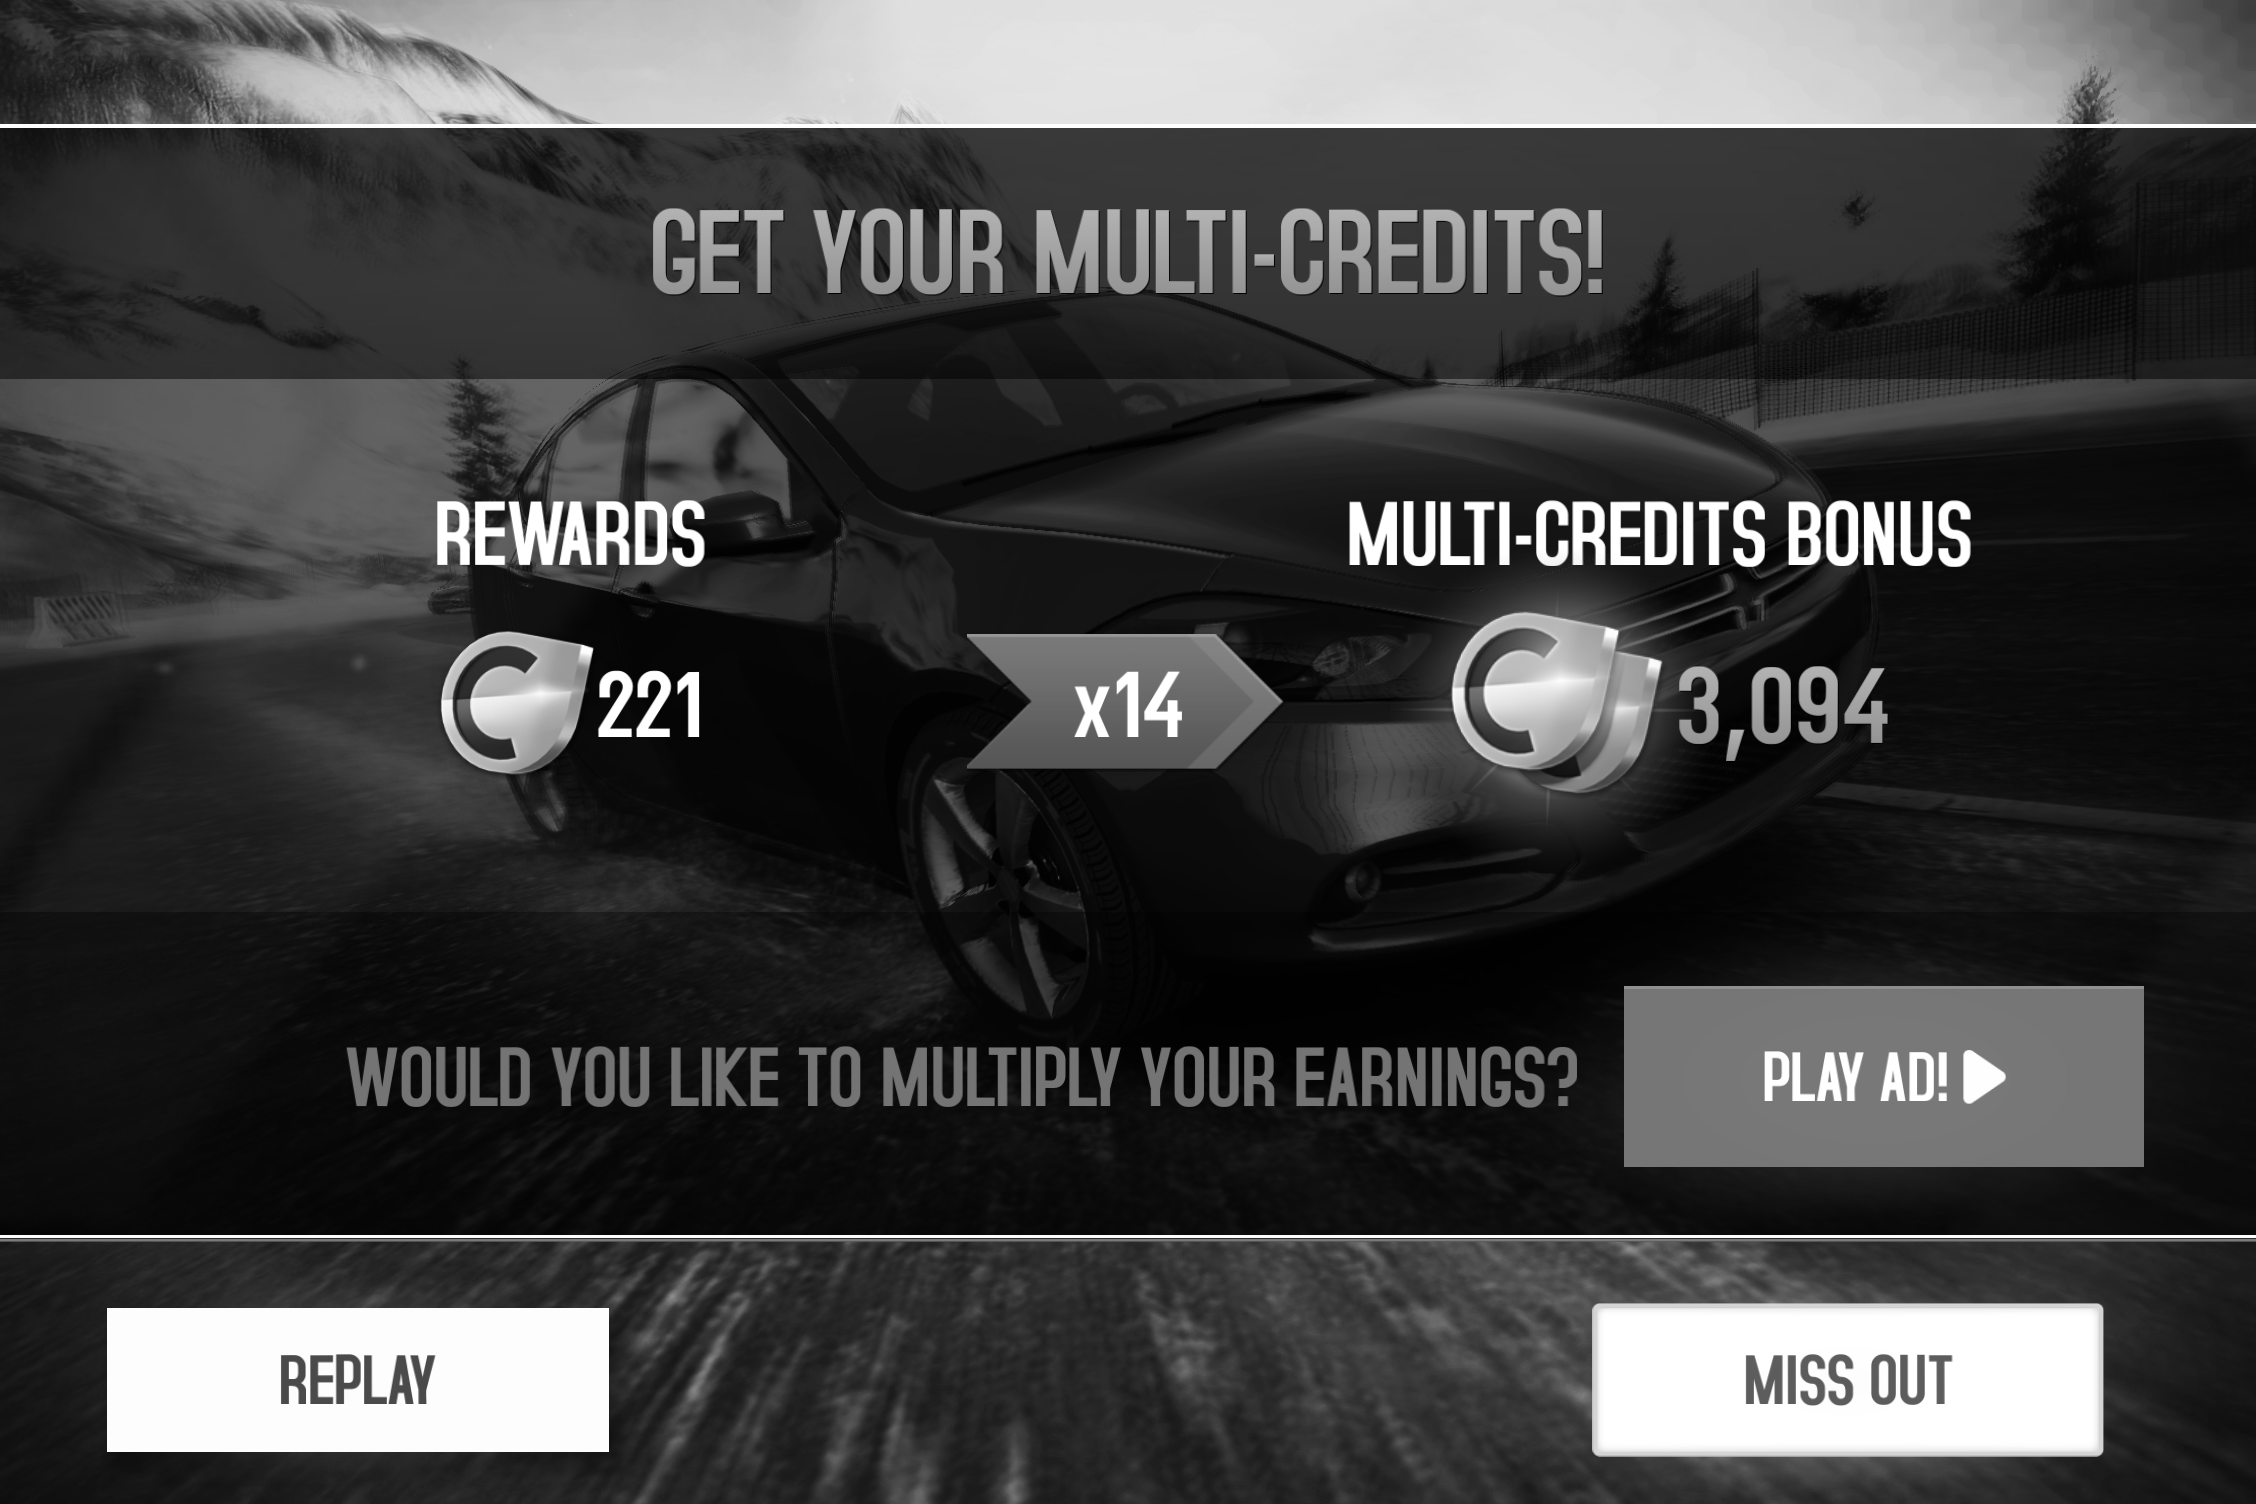 GET YOUR MULTI-CREDITS!
REWARDS
MULTI-CREDITS BONUS
221
x14
3,094
WOULD YOU LIKE TO MULTIPLY YOUR EARNINGS?
PLAY AD!
REPLAY
MISS OUT